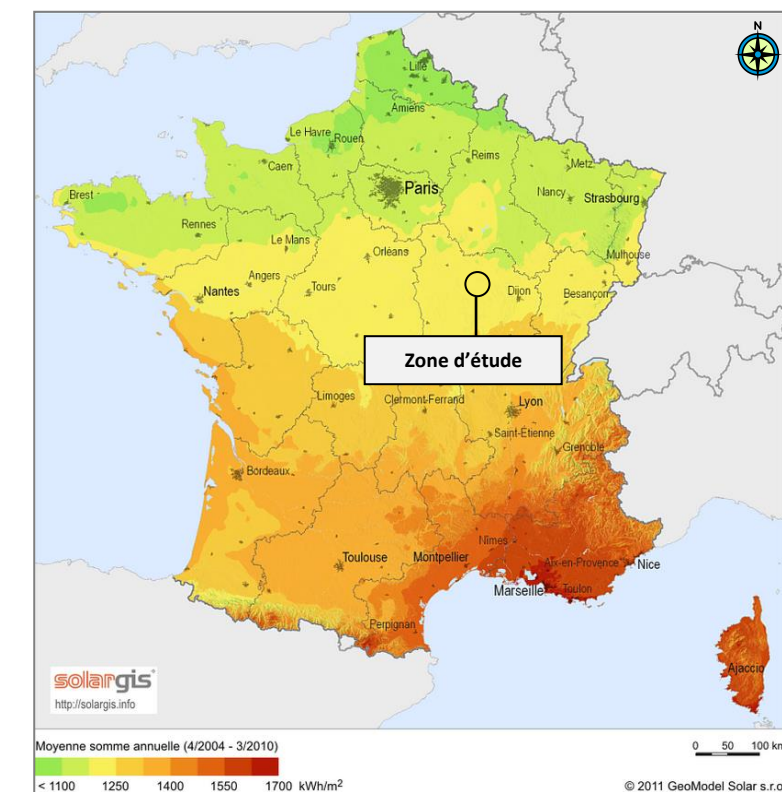 N
Lille
Amiens
Le Havre
Rouen
Reims
Caen
Metz
Paris
Nancy
Strasbourg
Brest
Rennes
Le Mans
Orléans
Mulhouse
Angers
Tours
Nantes
Dijon
Besançon
Zone d’étude
Limoges
Clermont-Ferrand
Lyon
Saint-Étienne
Grenoble
Bordeaux
Nîmes
Toulouse
Montpellier
Aix-en-Provence
Nice
Marseille
Toulon
Perpignan
Ajaccio
solargis
http://solargis.info
Moyenne somme annuelle (4/2004 - 3/2010)
0 50 100 km
< 1100 1250 1400 1550 1700 kWh/m²
© 2011 GeoModel Solar s.r.o